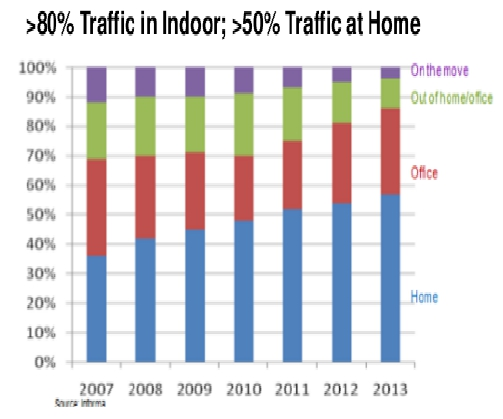 >80% Traffic in Indoor; >50% Traffic at Home
100%
90%
80%
70%
60%
50%
40%
30%
20%
10%
0%
On the move
Out of home/office
Office
Home
2007 2008 2009 2010 2011 2012 2013
Source: Informa